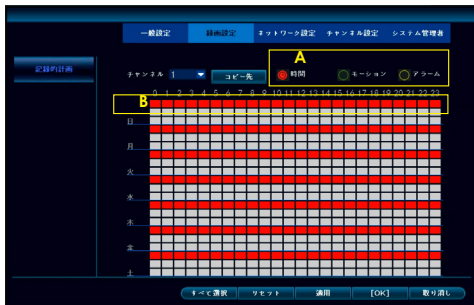 一般設定 録画設定 ネットワーク設定 チャンネル設定 システム管理者
記録的計画
A
チャンネル 1 コピー先 時間 モーション アラーム
0 1 2 3 4 5 6 7 8 9 10 11 12 13 14 15 16 17 18 19 20 21 22 23
B
日
月
火
水
木
金
土
すべて選択 リセット 適用 [OK] 取り消し